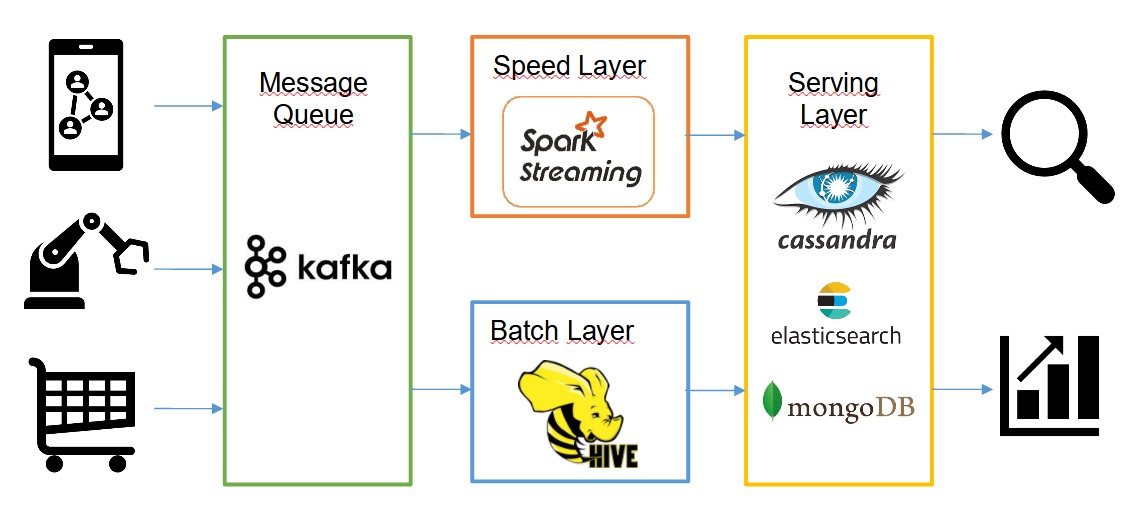 Message
Queue
kafka
Speed Layer
Spark
Streaming
Batch Layer
HIVE
Serving
Layer
cassandra
elasticsearch
mongoDB